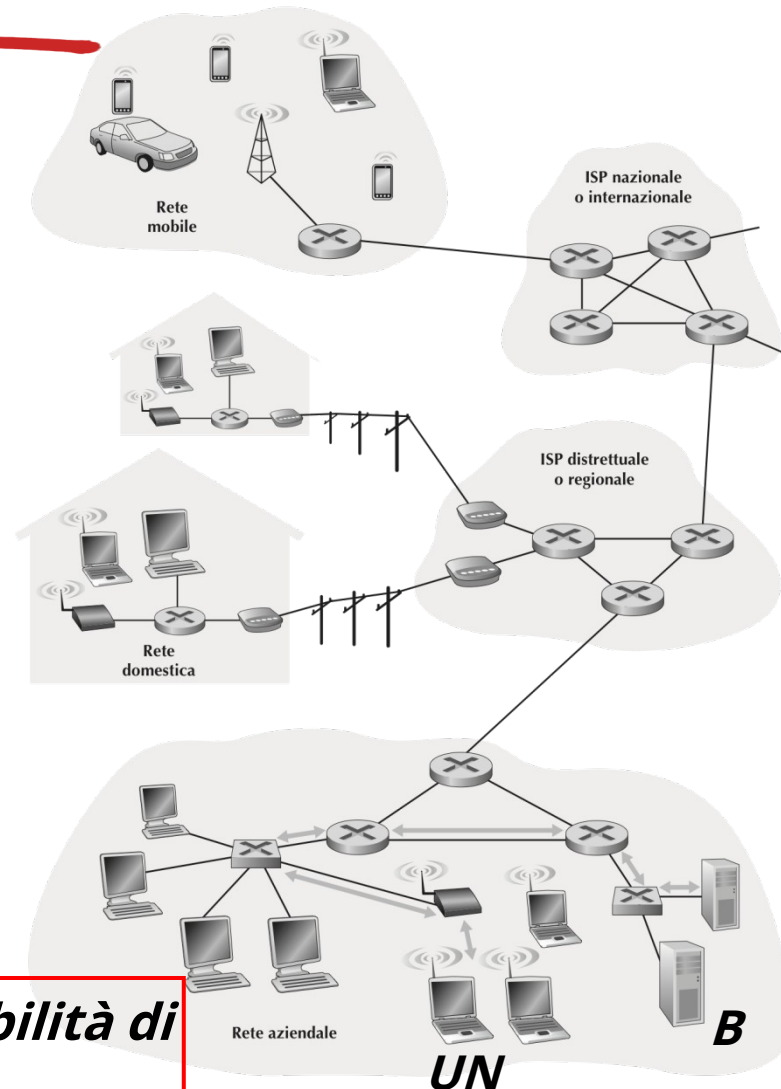 Rete
mobile
ISP nazionale
o internazionale
ISP distrettuale
o regionale
Rete
domestica
Rete aziendale
bilità di
B
UN